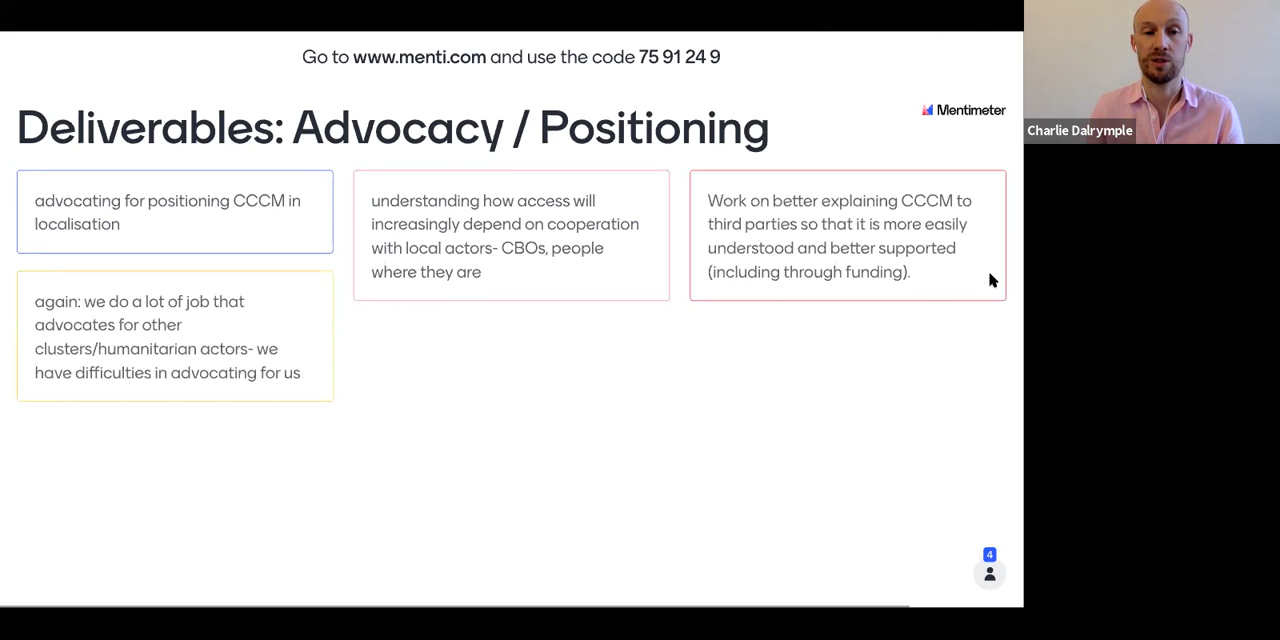 Go to www.menti.com and use the code 75 91 24 9
Mentimeter
Deliverables: Advocacy / Positioning
Charlie Dalrymple
advocating for positioning CCCM in
localisation
again: we do a lot of job that
advocates for other
clusters/humanitarian actors- we
have difficulties in advocating for us
understanding how access will
increasingly depend on cooperation
with local actors- CBOs, people
where they are
Work on better explaining CCCM to
third parties so that it is more easily
understood and better supported
(including through funding).
4